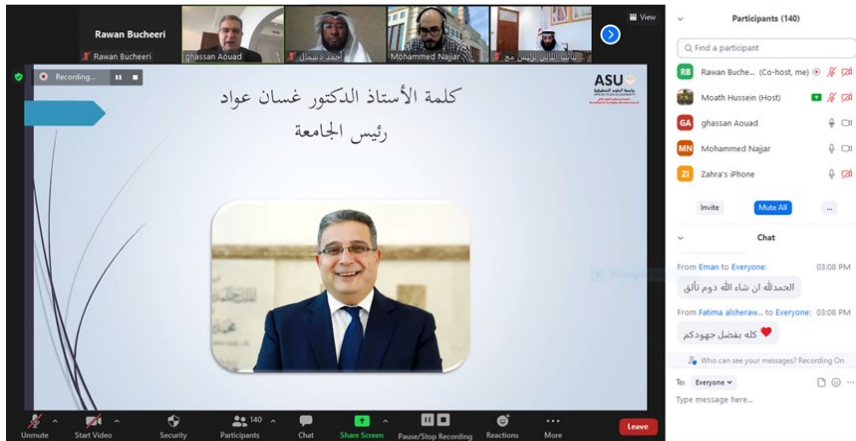 Rawan Bucheeri
Rawan Bucheeri
ghassan Aouad
أحمد دسمال
Mohammed Najjar
View
Recording...
ASU
جامعة العلوم التطبيقية
كلمة الأستاذ الدكتور غسان عواد
رئيس الجامعة
Unmute
Start Video
Security
140
Participants
Chat
Share Screen
Pause/Stop Recording
Reactions
More
Leave
Participants (140)
Find a participant
RB
Rawan Buche... (Co-host, me)
Moath Hussein (Host)
GA
ghassan Aouad
MN
Mohammed Najjar
ZI
Zahra's iPhone
Invite
Mute All
...
Chat
From Eman to Everyone: 03:08 PM
الحمدلله ان شاء الله دوم تألق
From Fatima alsheraw... to Everyone: 03:08 PM
كله بفضل جهودكم
Who can see your messages? Recording On
To: Everyone
Type message here...